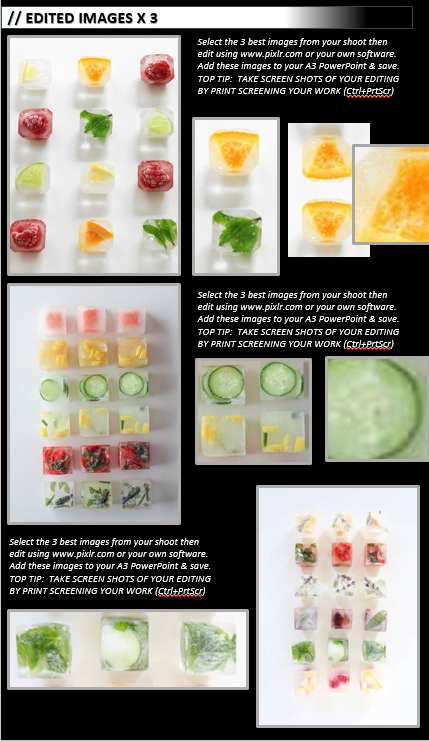 // EDITED IMAGES X 3
Select the 3 best images from your shoot then
edit using www.pixlr.com or your own software.
Add these images to your A3 PowerPoint & save.
TOP TIP: TAKE SCREEN SHOTS OF YOUR EDITING
BY PRINT SCREENING YOUR WORK (Ctrl+PrtScr)
Select the 3 best images from your shoot then
edit using www.pixlr.com or your own software.
Add these images to your A3 PowerPoint & save.
TOP TIP: TAKE SCREEN SHOTS OF YOUR EDITING
BY PRINT SCREENING YOUR WORK (Ctrl+PrtScr)
Select the 3 best images from your shoot then
edit using www.pixlr.com or your own software.
Add these images to your A3 PowerPoint & save.
TOP TIP: TAKE SCREEN SHOTS OF YOUR EDITING
BY PRINT SCREENING YOUR WORK (Ctrl+PrtScr)